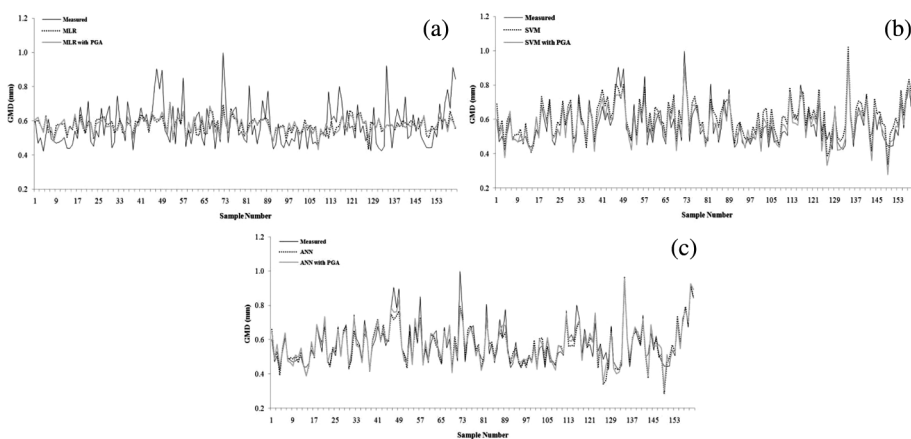 (a)
Measured
MLR
MLR with PGA
GMD (mm)
1.2
1.0
0.8
0.6
0.4
0.2
1 9 17 25 33 41 49 57 65 73 81 89 97 105 113 121 129 137 145 153
Sample Number
(b)
Measured
SVM
SVM with PGA
GMD (mm)
1.2
1.0
0.8
0.6
0.4
0.2
1 9 17 25 33 41 49 57 65 73 81 89 97 105 113 121 129 137 145 153
Sample Number
(c)
Measured
ANN
ANN with PGA
GMD (mm)
1.2
1.0
0.8
0.6
0.4
0.2
1 9 17 25 33 41 49 57 65 73 81 89 97 105 113 121 129 137 145 153
Sample Number